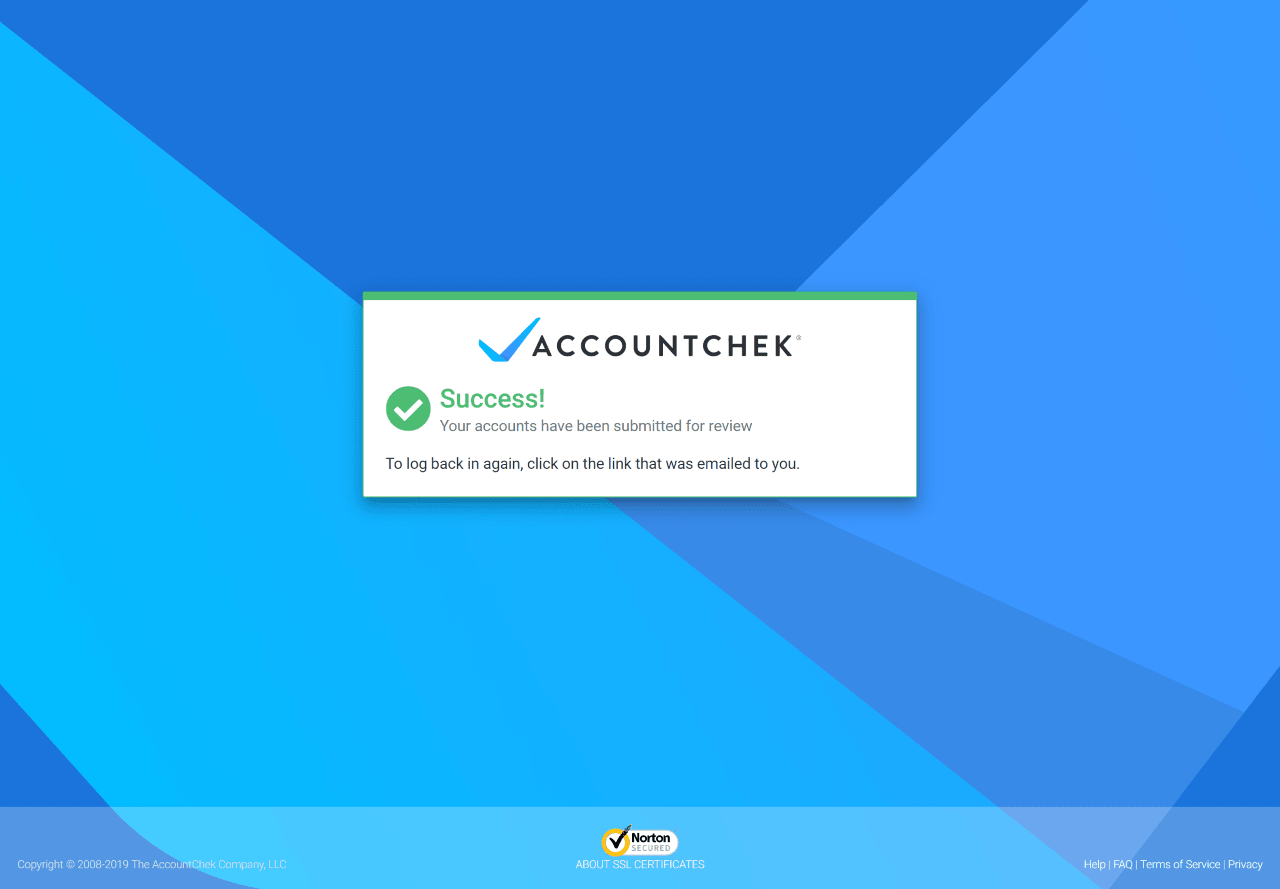 ACCOUNTCHEK®
Success!
Your accounts have been submitted for review
To log back in again, click on the link that was emailed to you.
Norton
SECURED
ABOUT SSL CERTIFICATES
Copyright © 2008-2019 The AccountChek Company, LLC
Help | FAQ | Terms of Service | Privacy